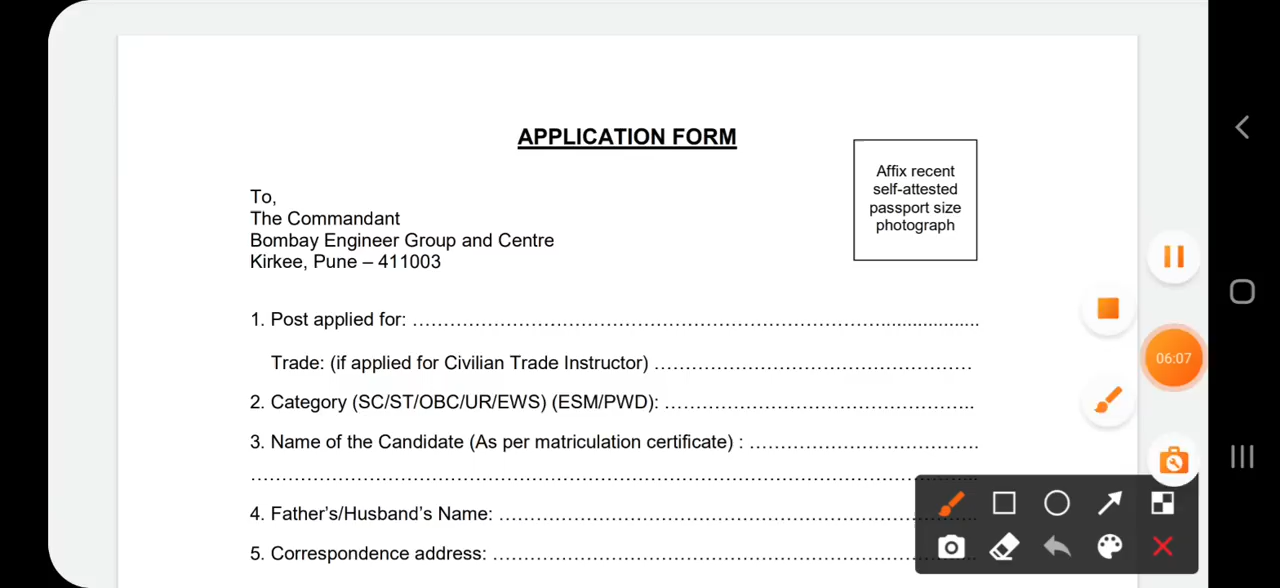 APPLICATION FORM
Affix recent
self-attested
passport size
photograph
To,
The Commandant
Bombay Engineer Group and Centre
Kirkee, Pune – 411003
1. Post applied for: ……………………………………………………………….....................
Trade: (if applied for Civilian Trade Instructor) ……………………………………………
2. Category (SC/ST/OBC/UR/EWS) (ESM/PWD): …………………………………………..
3. Name of the Candidate (As per matriculation certificate) : ……………………………….
………………………………………………………………………………………………………
4. Father’s/Husband’s Name: ……………………………………………………………………
5. Correspondence address: ……………………………………………………………………
06:07